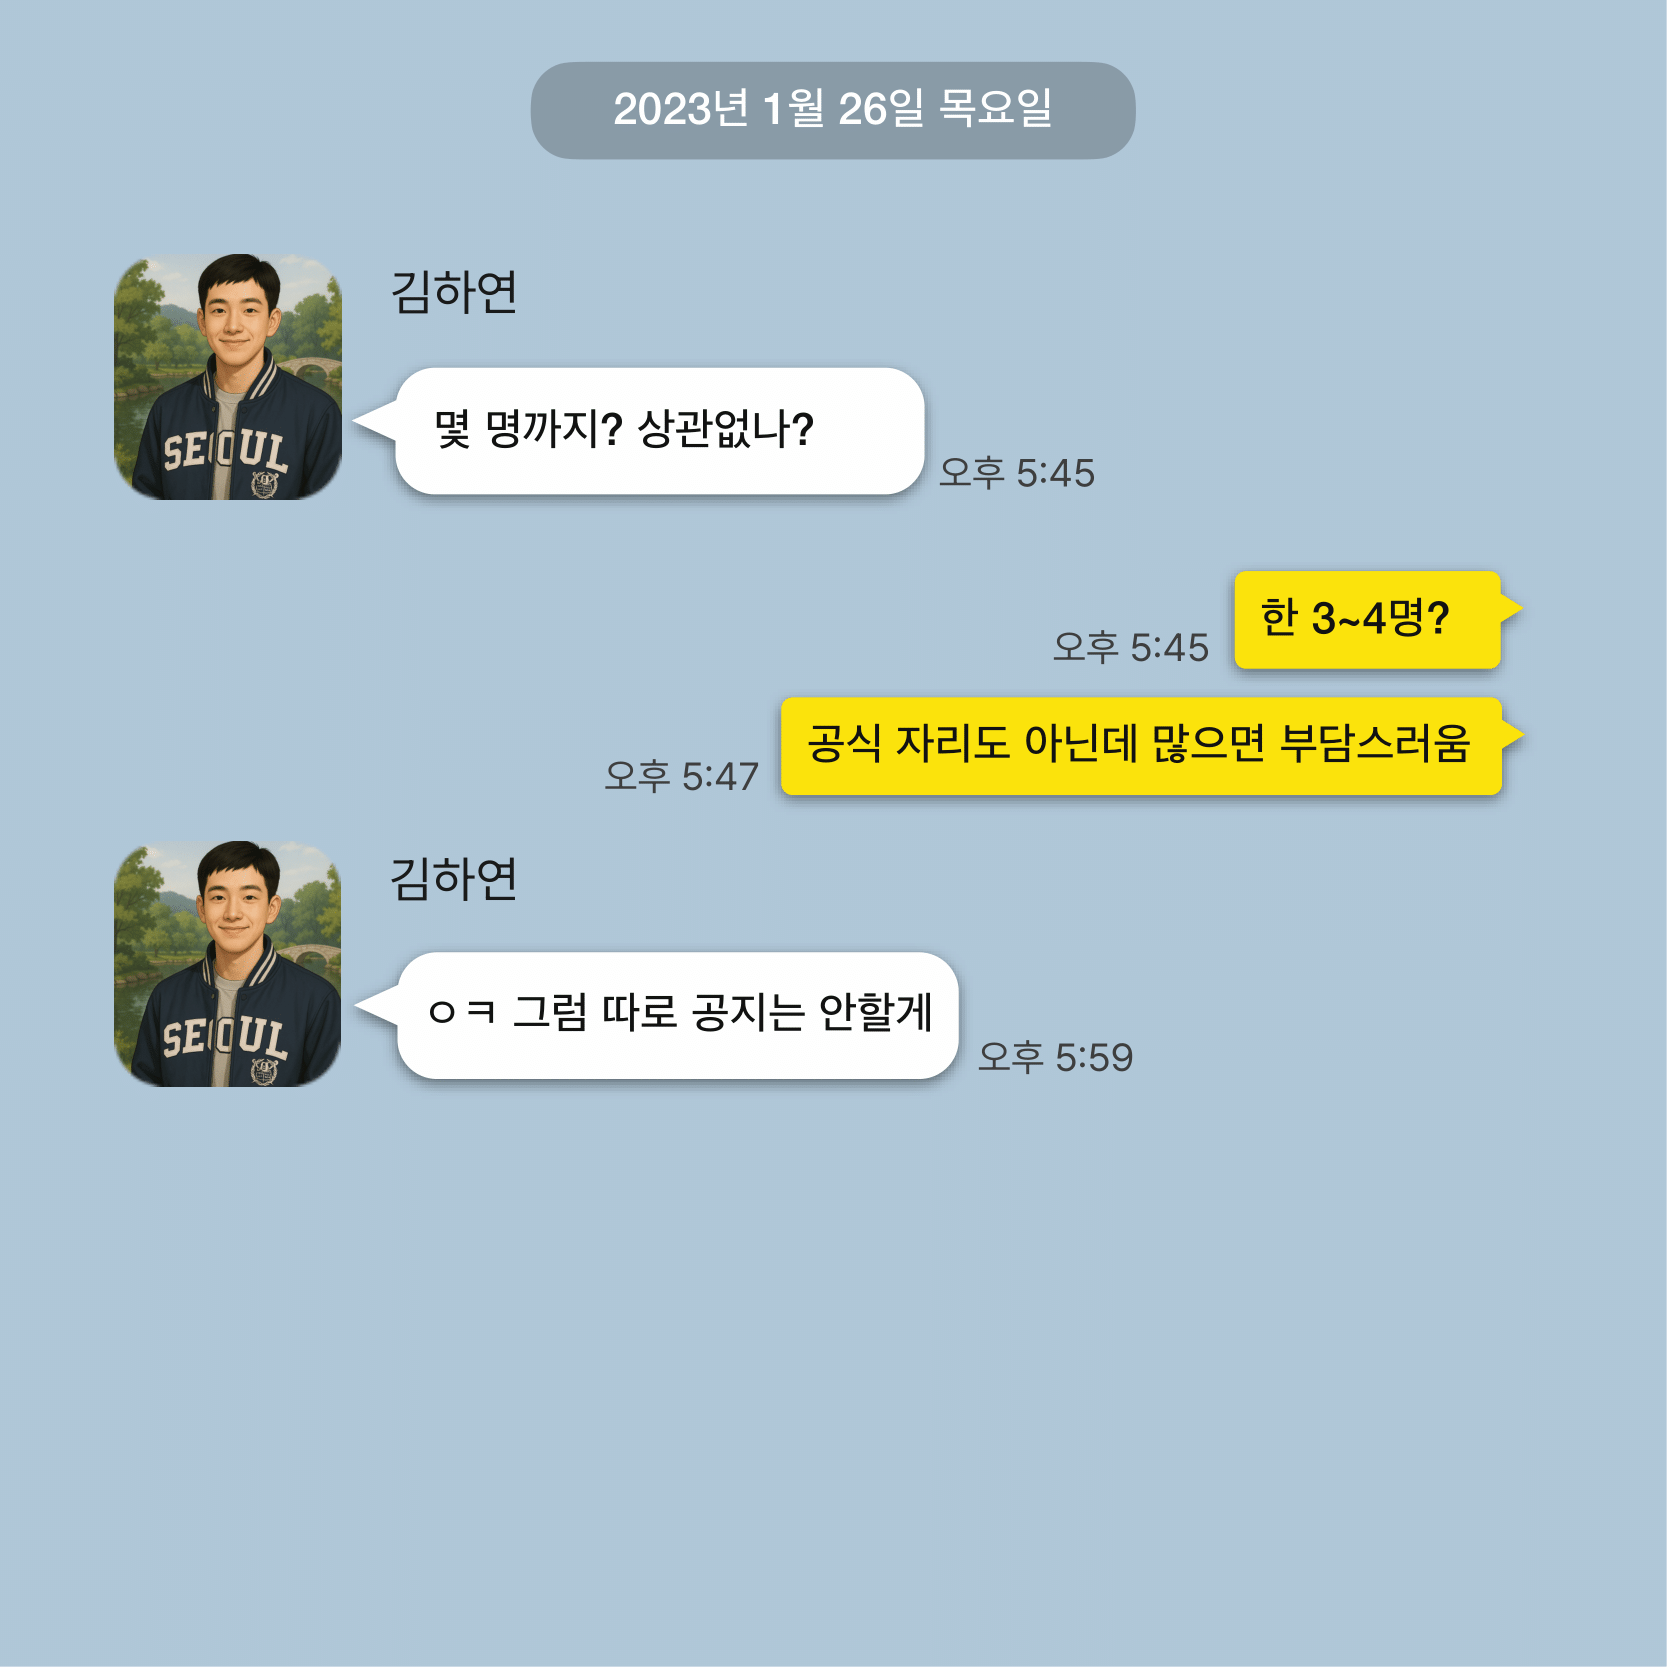 2023년 1월 26일 목요일
김하연
SEOUL
몇 명까지? 상관없나?
오후 5:45
한 3~4명?
오후 5:45
공식 자리도 아닌데 많으면 부담스러움
오후 5:47
김하연
SEOUL
ㅇㅋ 그럼 따로 공지는 안할게
오후 5:59